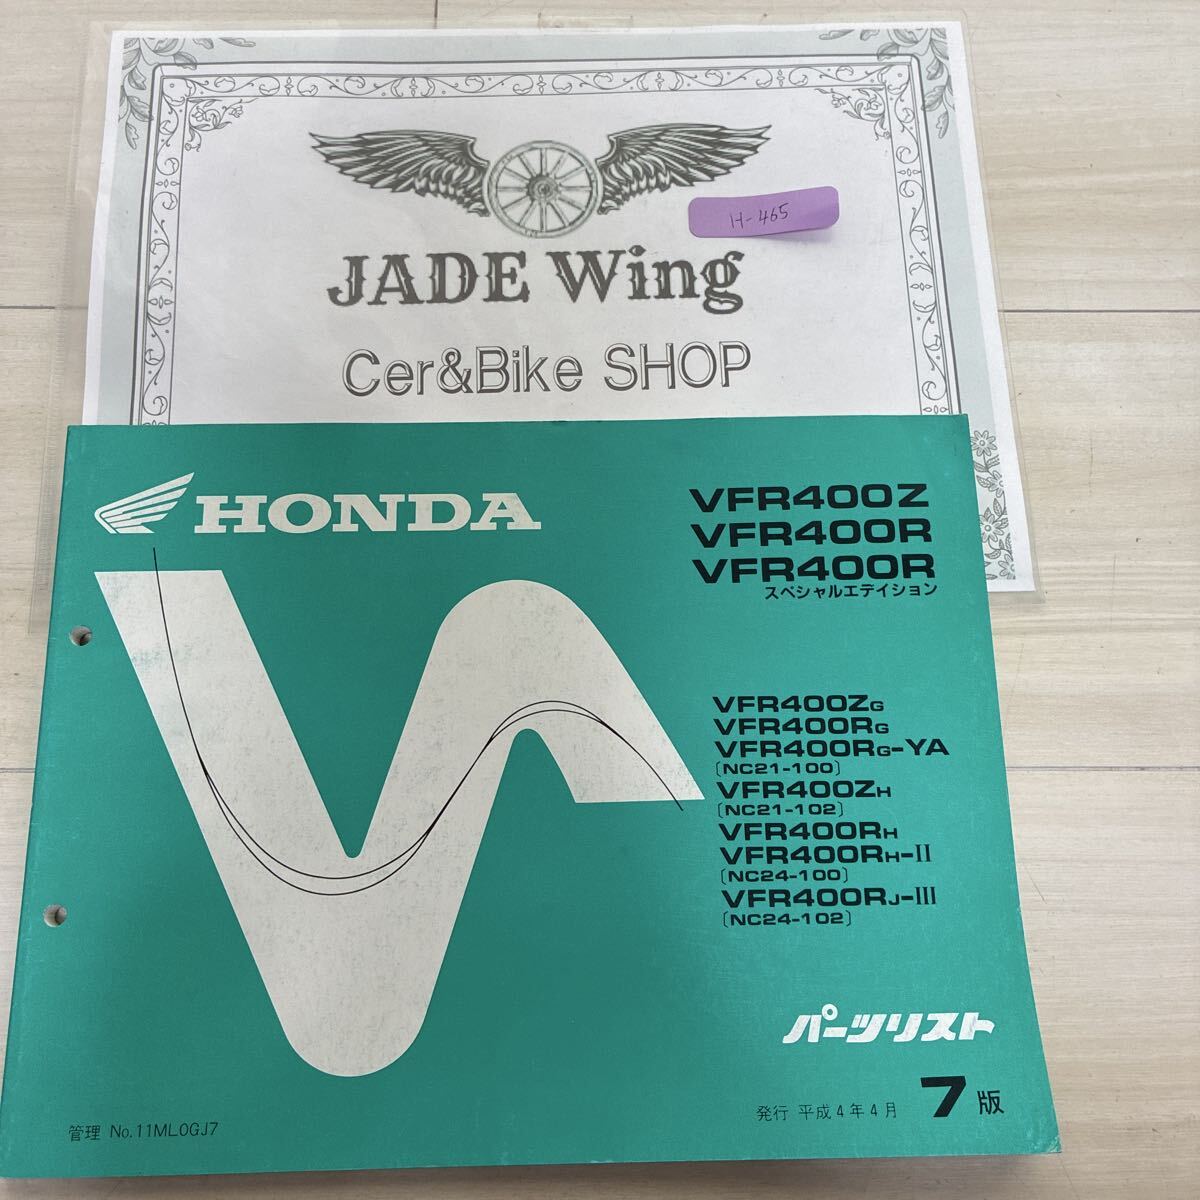 H-465
JADE Wing
Cer&Bike SHOP
HONDA
VFR400Z
VFR400R
VFR400R
スペシャルエデイション
VFR400ZG
VFR400RG
VFR400RG-YA
〔NC21-100〕
VFR400ZH
〔NC21-102〕
VFR400RH
VFR400RH-II
〔NC24-100〕
VFR400RJ-III
〔NC24-102〕
パーツリスト
発行 平成4年4月 7版
管理 No.11ML0GJ7